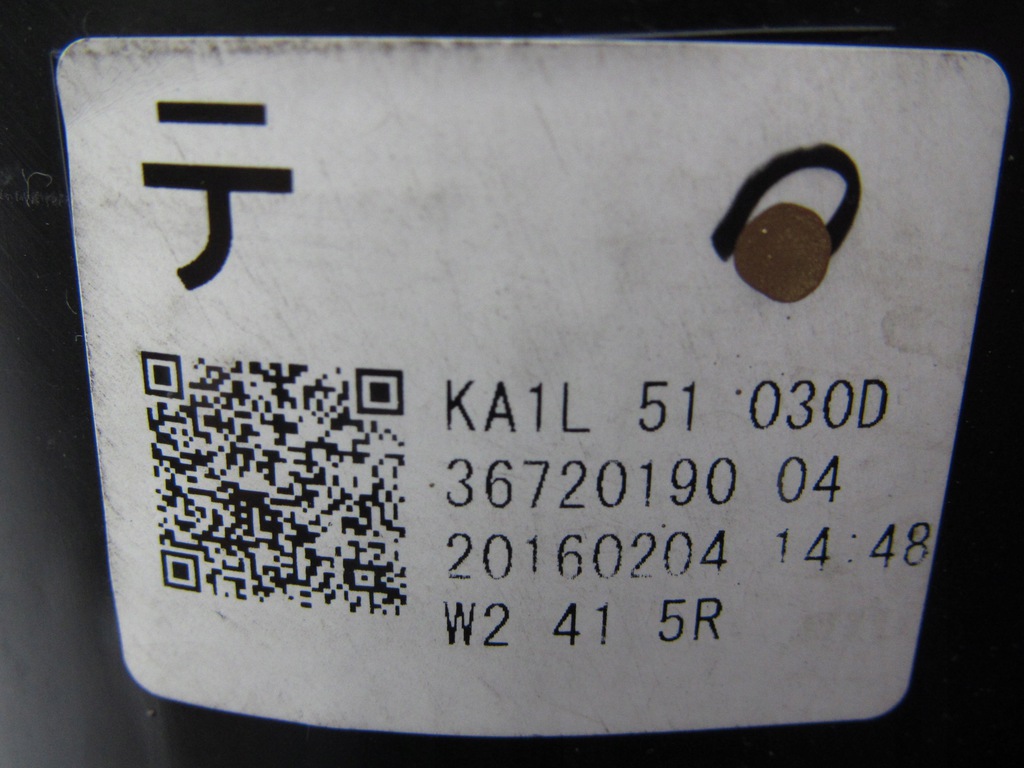 テ
KA1L 51 030D
36720190 04
20160204 14:48
W2 41 5R